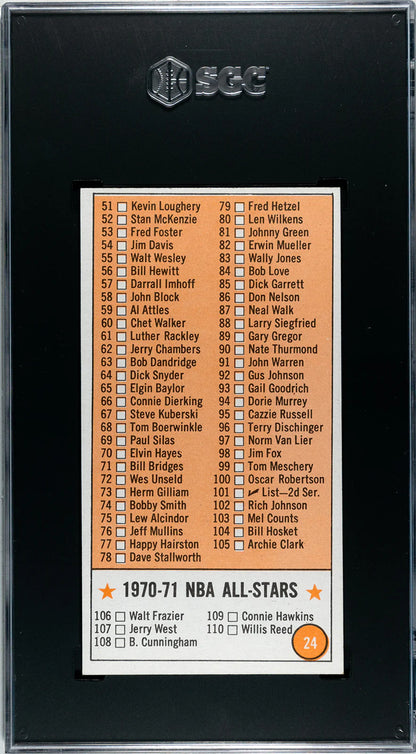 SGC
51 Kevin Loughery
52 Stan McKenzie
53 Fred Foster
54 Jim Davis
55 Walt Wesley
56 Bill Hewitt
57 Darrall Imhoff
58 John Block
59 Al Attles
60 Chet Walker
61 Luther Rackley
62 Jerry Chambers
63 Bob Dandridge
64 Dick Snyder
65 Elgin Baylor
66 Connie Dierking
67 Steve Kuberski
68 Tom Boerwinkle
69 Paul Silas
70 Elvin Hayes
71 Bill Bridges
72 Wes Unseld
73 Herm Gilliam
74 Bobby Smith
75 Lew Alcindor
76 Jeff Mullins
77 Happy Hairston
78 Dave Stallworth
79 Fred Hetzel
80 Len Wilkens
81 Johnny Green
82 Erwin Mueller
83 Wally Jones
84 Bob Love
85 Dick Garrett
86 Don Nelson
87 Neal Walk
88 Larry Siegfried
89 Gary Gregor
90 Nate Thurmond
91 John Warren
92 Gus Johnson
93 Gail Goodrich
94 Dorie Murrey
95 Cazzie Russell
96 Terry Dischinger
97 Norm Van Lier
98 Jim Fox
99 Tom Meschery
100 Oscar Robertson
101 List—2d Ser.
102 Rich Johnson
103 Mel Counts
104 Bill Hosket
105 Archie Clark
1970-71 NBA ALL-STARS
106 Walt Frazier
107 Jerry West
108 B. Cunningham
109 Connie Hawkins
110 Willis Reed
24